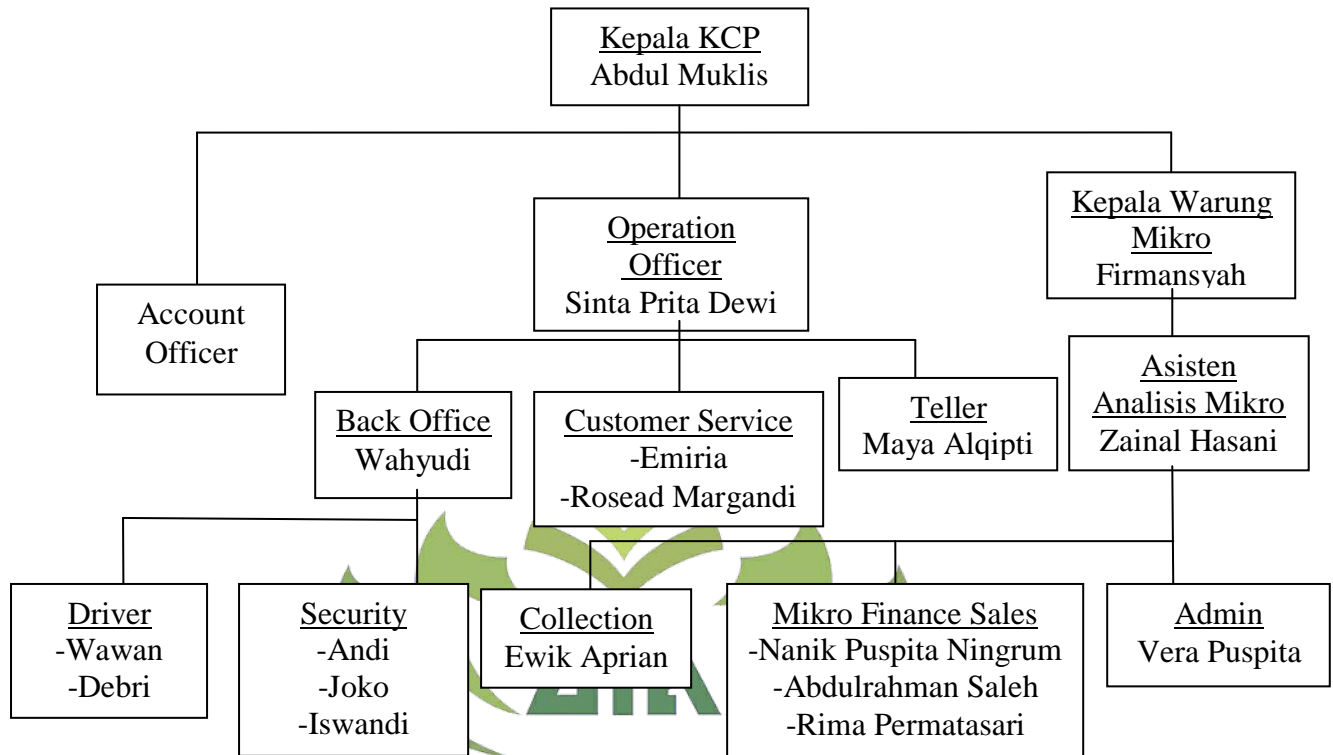 Kepala KCP
Abdul Muklis
Account
Officer
Operation
Officer
Sinta Prita Dewi
Kepala Warung
Mikro
Firmansyah
Back Office
Wahyudi
Customer Service
-Emiria
-Rosead Margandi
Teller
Maya Alqipti
Asisten
Analisis Mikro
Zainal Hasani
Driver
-Wawan
-Debri
Security
-Andi
-Joko
-Iswandi
Collection
Ewik Aprian
Mikro Finance Sales
-Nanik Puspita Ningrum
-Abdulrahman Saleh
-Rima Permatasari
Admin
Vera Puspita